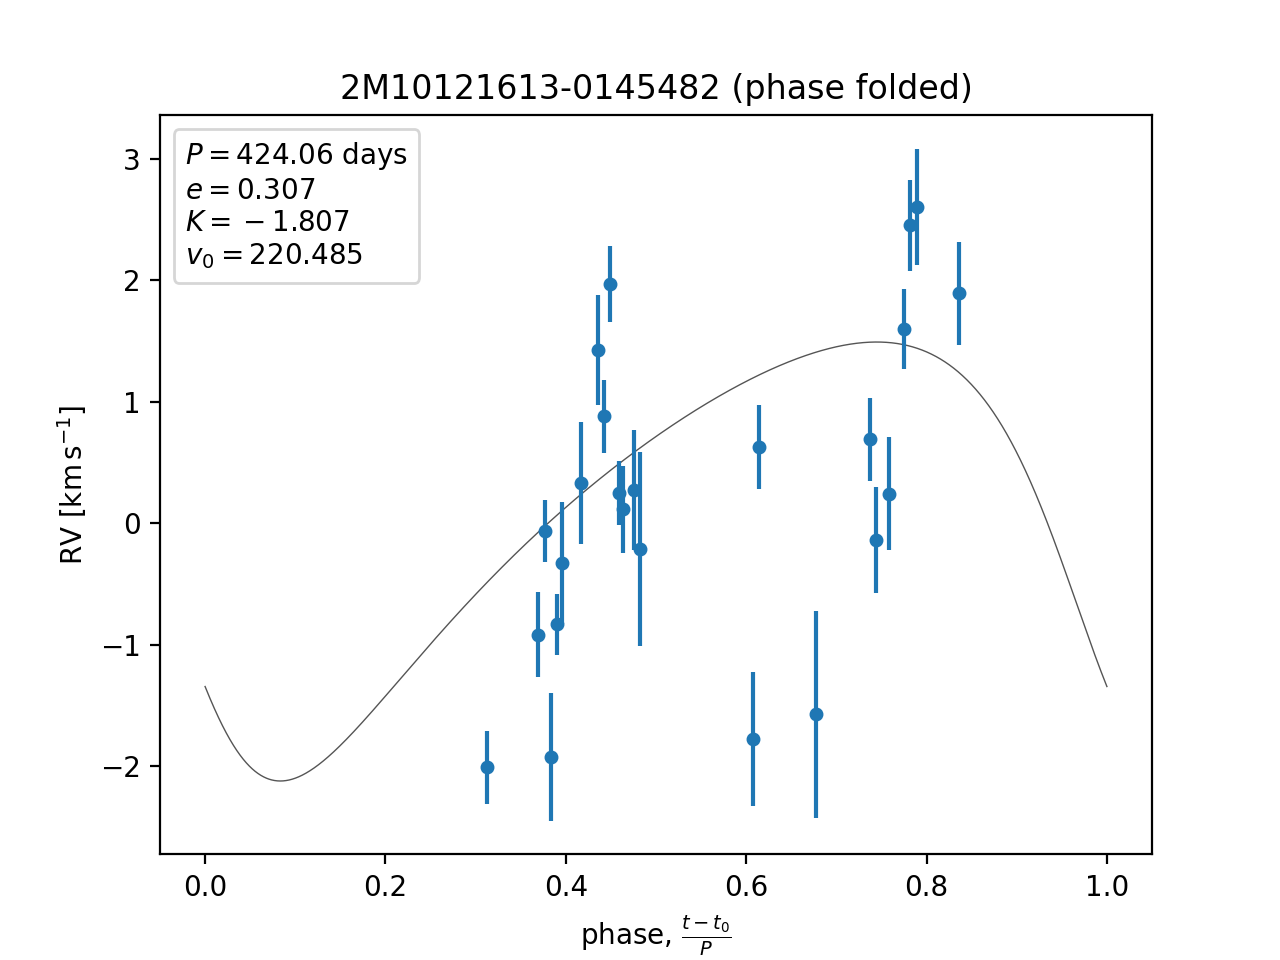 2M10121613-0145482 (phase folded)
P = 424.06 days
e = 0.307
K = −1.807
v₀ = 220.485
3
2
1
0
−1
−2
RV [km s⁻¹]
0.0 0.2 0.4 0.6 0.8 1.0
phase, (t − t₀)/P